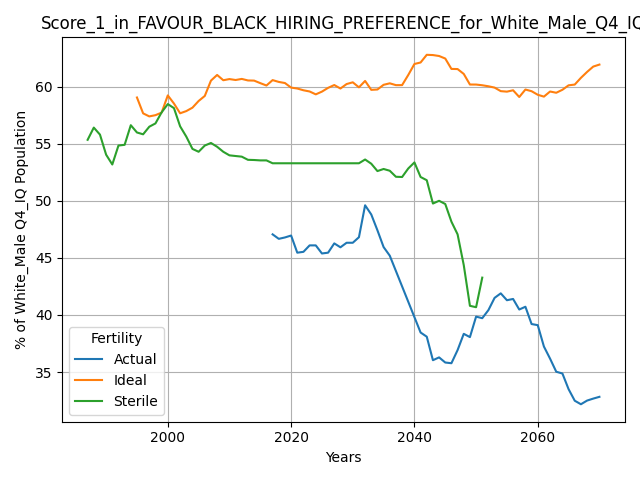 Score_1_in_FAVOUR_BLACK_HIRING_PREFERENCE_for_White_Male_Q4_IQ
% of White_Male Q4_IQ Population
60
55
50
45
40
35
Fertility
Actual
Ideal
Sterile
2000 2020 2040 2060
Years